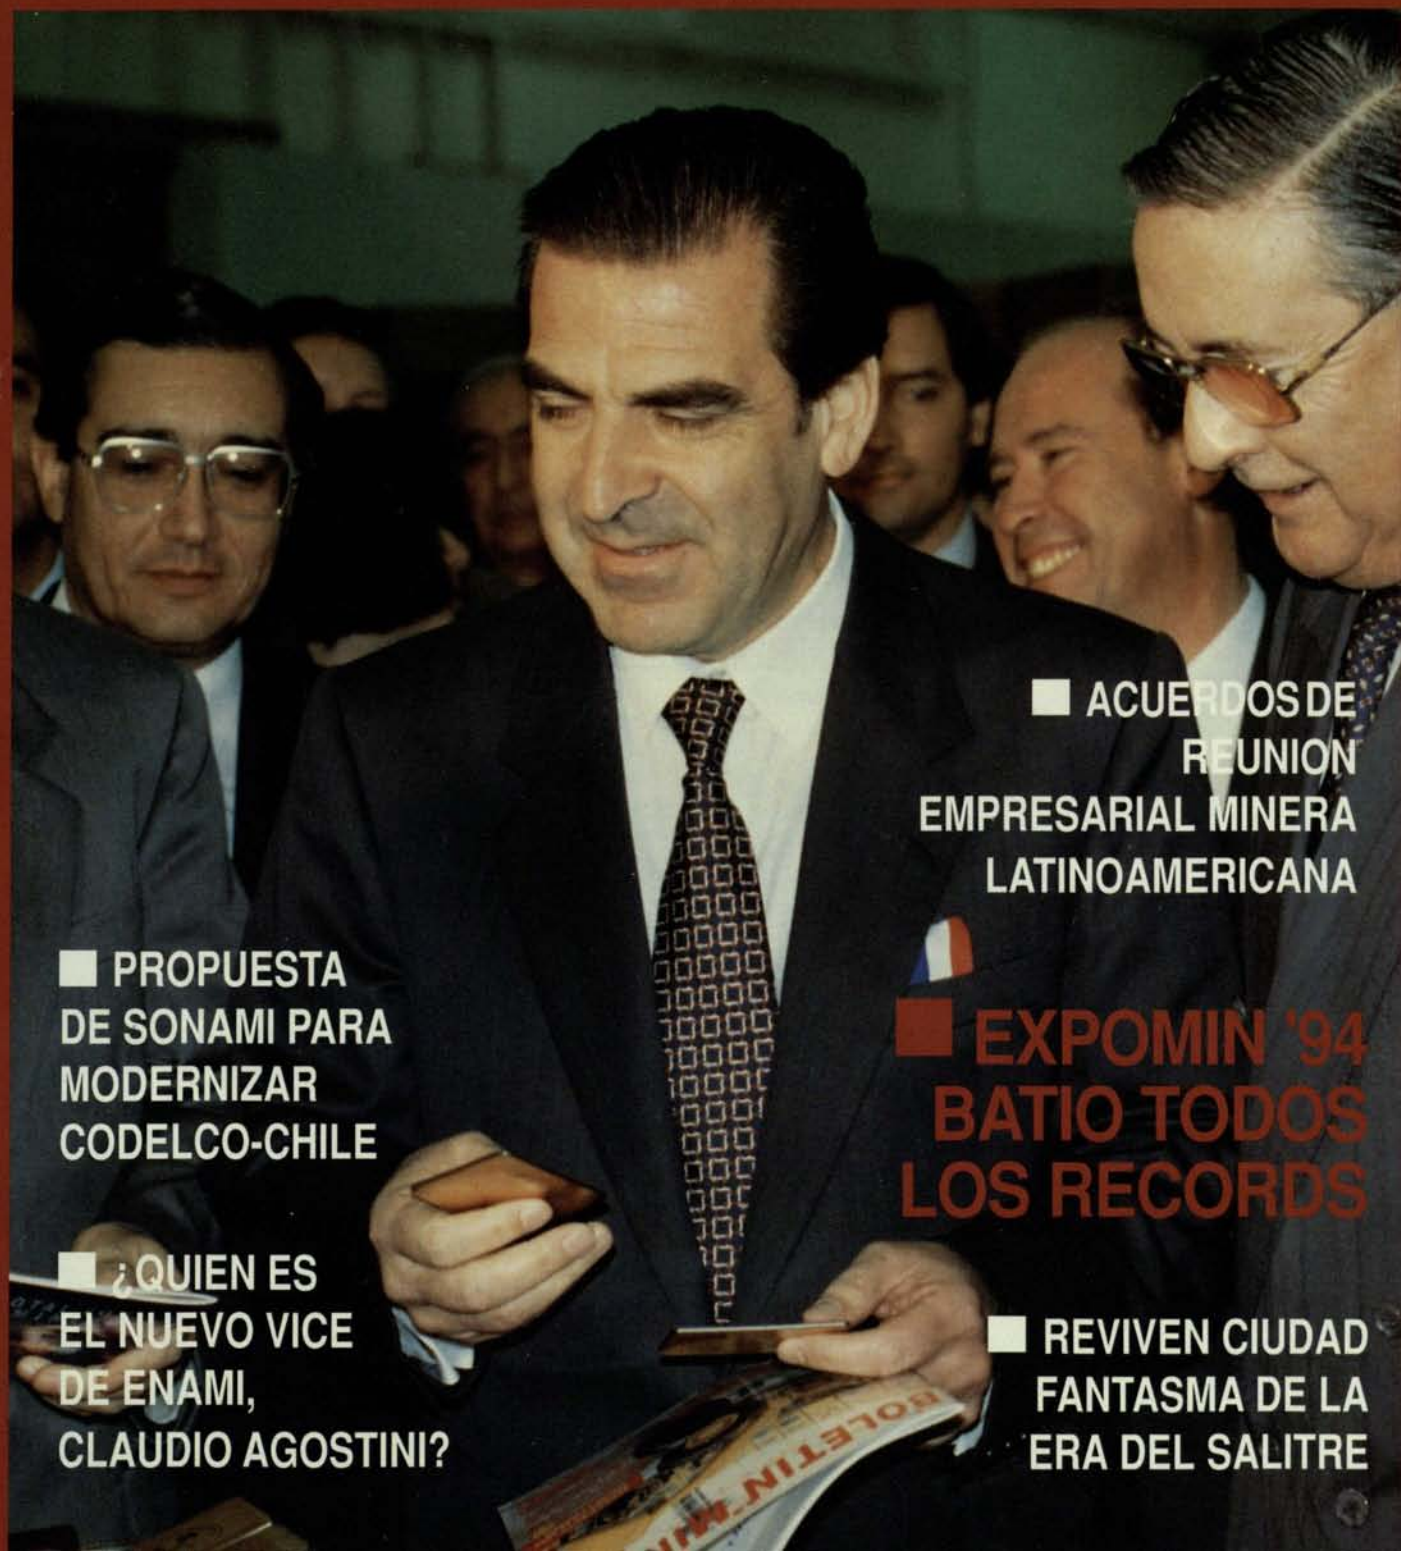 ■ ACUERDOS DE
REUNION
EMPRESARIAL MINERA
LATINOAMERICANA
■ PROPUESTA
DE SONAMI PARA
MODERNIZAR
CODELCO-CHILE
■ EXPOMIN '94
BATIO TODOS
LOS RECORDS
■ ¿QUIEN ES
EL NUEVO VICE
DE ENAMI,
CLAUDIO AGOSTINI?
■ REVIVEN CIUDAD
FANTASMA DE LA
ERA DEL SALITRE
BOLETIN